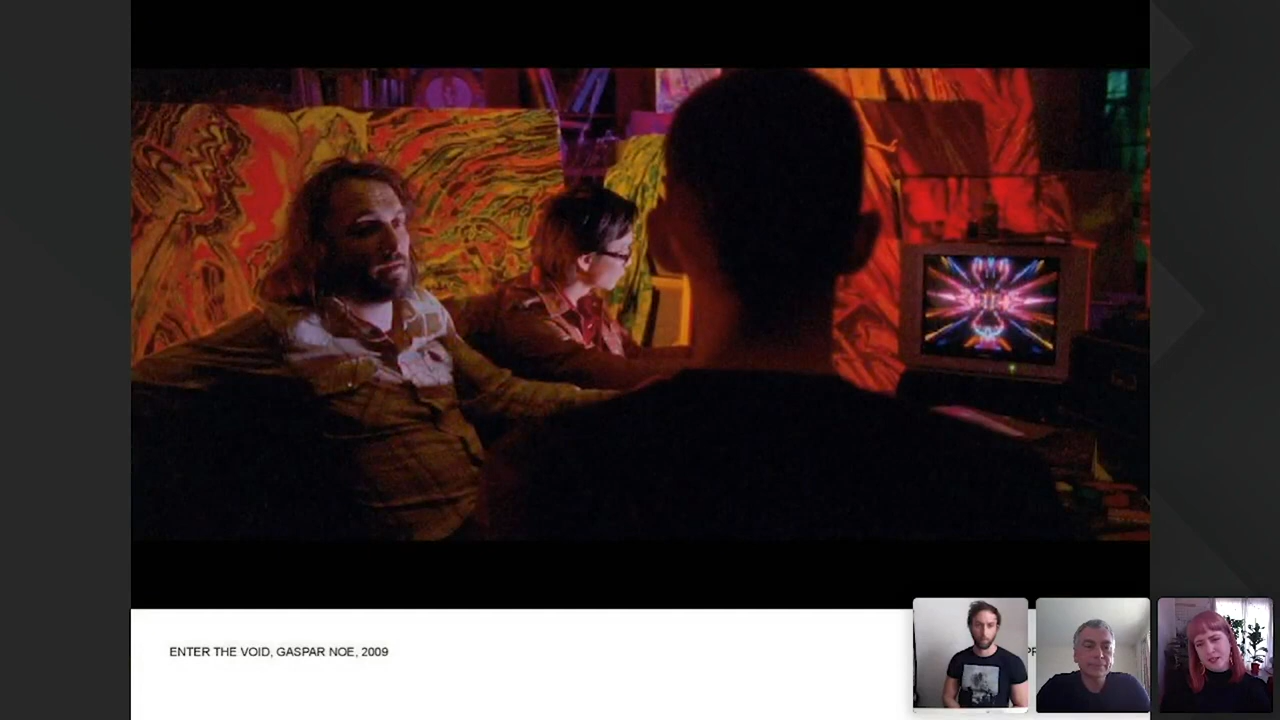 ENTER THE VOID, GASPAR NOE, 2009